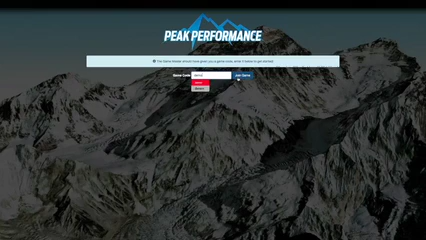 PEAK PERFORMANCE
The Game Master should have given you a game code, enter it below to get started.
Game Code
Join Game